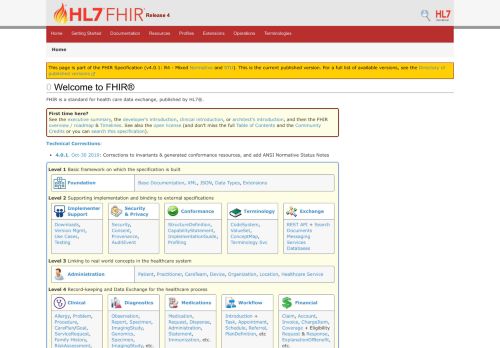 HL7 FHIR® Release 4
HL7
Home Getting Started Documentation Resources Profiles Extensions Operations Terminologies
Home
This page is part of the FHIR Specification (v4.0.1: R4 - Mixed Normative and STU). This is the current published version. For a full list of available versions, see the Directory of
published versions
0 Welcome to FHIR®
FHIR is a standard for health care data exchange, published by HL7®.
First time here?
See the executive summary, the developer's introduction, clinical introduction, or architect's introduction, and then the FHIR
overview / roadmap & Timelines. See also the open license (and don't miss the full Table of Contents and the Community
Credits or you can search this specification).
Technical Corrections:
4.0.1, Oct 30 2019: Corrections to invariants & generated conformance resources, and add ANSI Normative Status Notes
Level 1 Basic framework on which the specification is built
Foundation
Base Documentation, XML, JSON, Data Types, Extensions
Level 2 Supporting implementation and binding to external specifications
Implementer
Support
Downloads,
Version Mgmt,
Use Cases,
Testing
Security
& Privacy
Security,
Consent,
Provenance,
AuditEvent
Conformance
StructureDefinition,
CapabilityStatement,
ImplementationGuide,
Profiling
Terminology
CodeSystem,
ValueSet,
ConceptMap,
Terminology Svc
Exchange
REST API + Search
Documents
Messaging
Services
Databases
Level 3 Linking to real world concepts in the healthcare system
Administration
Patient, Practitioner, CareTeam, Device, Organization, Location, Healthcare Service
Level 4 Record-keeping and Data Exchange for the healthcare process
Clinical
Allergy, Problem,
Procedure,
CarePlan/Goal,
ServiceRequest,
Family History,
RiskAssessment,
Diagnostics
Observation,
Report, Specimen,
ImagingStudy,
Genomics,
Specimen,
ImagingStudy, etc.
Medications
Medication,
Request, Dispense,
Administration,
Statement,
Immunization, etc.
Workflow
Introduction +
Task, Appointment,
Schedule, Referral,
PlanDefinition, etc
Financial
Claim, Account,
Invoice, ChargeItem,
Coverage + Eligibility
Request & Response,
ExplanationOfBenefit,
etc.